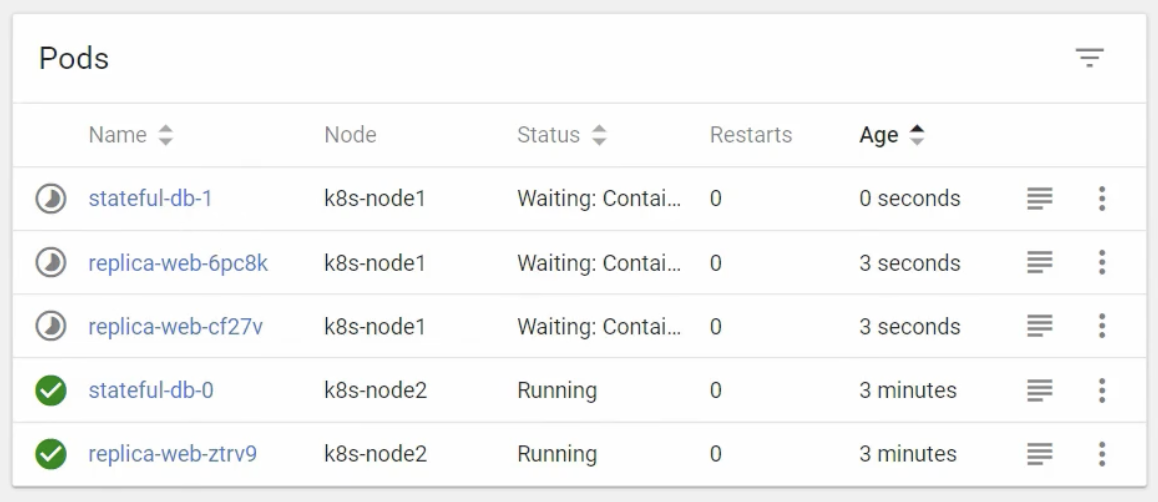 Pods
Name Node Status Restarts Age
stateful-db-1 k8s-node1 Waiting: Contai... 0 0 seconds
replica-web-6pc8k k8s-node1 Waiting: Contai... 0 3 seconds
replica-web-cf27v k8s-node1 Waiting: Contai... 0 3 seconds
stateful-db-0 k8s-node2 Running 0 3 minutes
replica-web-ztrv9 k8s-node2 Running 0 3 minutes